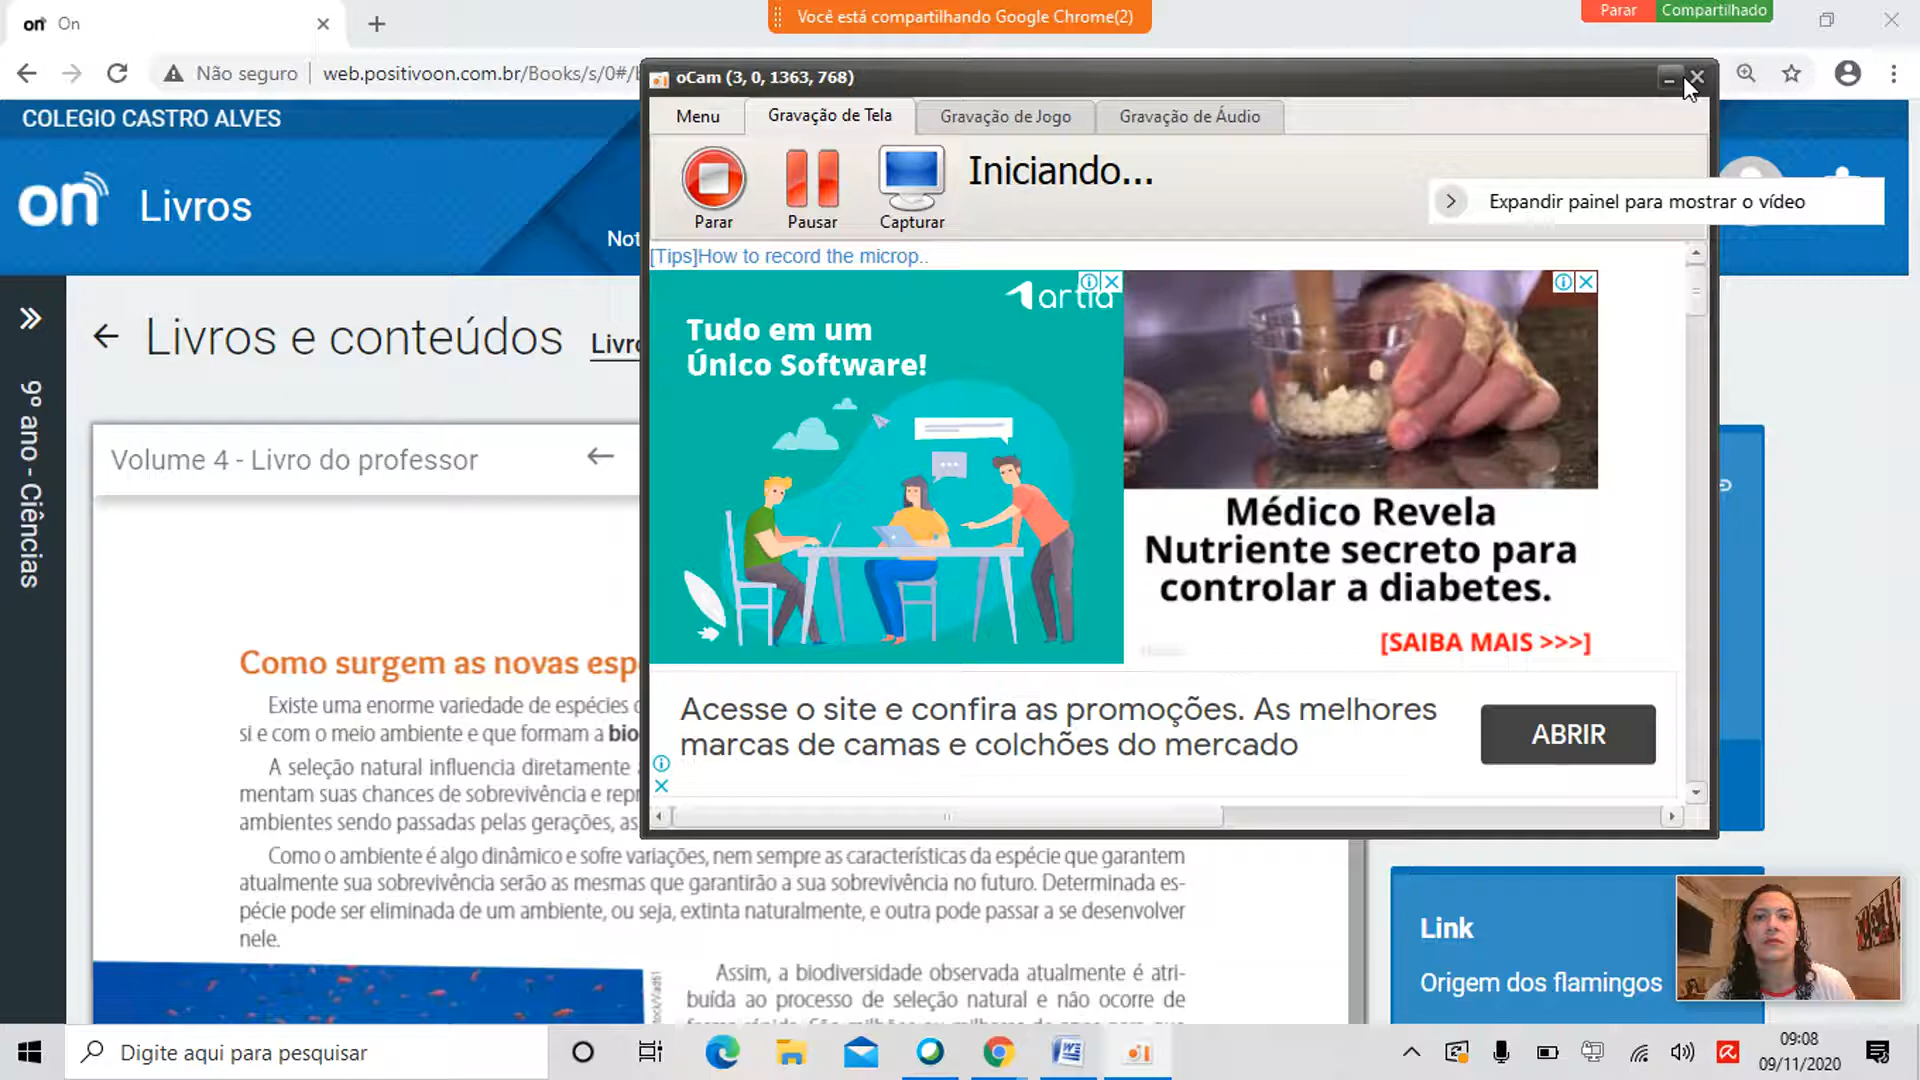 on On
Você está compartilhando Google Chrome(2)
Parar Compartilhado
Não seguro web.positivoon.com.br/Books/s/0#/
COLEGIO CASTRO ALVES
on Livros
Not
Livros e conteúdos Livro
9º ano - Ciências
Volume 4 - Livro do professor
Como surgem as novas esp
Existe uma enorme variedade de espécies
si e com o meio ambiente e que formam a bio
A seleção natural influencia diretamente
mentam suas chances de sobrevivência e repr
ambientes sendo passadas pelas gerações, as
Como o ambiente é algo dinâmico e sofre variações, nem sempre as características da espécie que garantem
atualmente sua sobrevivência serão as mesmas que garantirão a sua sobrevivência no futuro. Determinada es-
pécie pode ser eliminada de um ambiente, ou seja, extinta naturalmente, e outra pode passar a se desenvolver
nele.
Assim, a biodiversidade observada atualmente é atri-
buída ao processo de seleção natural e não ocorre de
oCam (3, 0, 1363, 768)
Menu Gravação de Tela Gravação de Jogo Gravação de Áudio
Iniciando...
Parar Pausar Capturar
Expandir painel para mostrar o vídeo
[Tips]How to record the microp..
artia
Tudo em um
Único Software!
Médico Revela
Nutriente secreto para
controlar a diabetes.
[SAIBA MAIS >>>]
Acesse o site e confira as promoções. As melhores
marcas de camas e colchões do mercado
ABRIR
Link
Origem dos flamingos
Digite aqui para pesquisar
09:08
09/11/2020